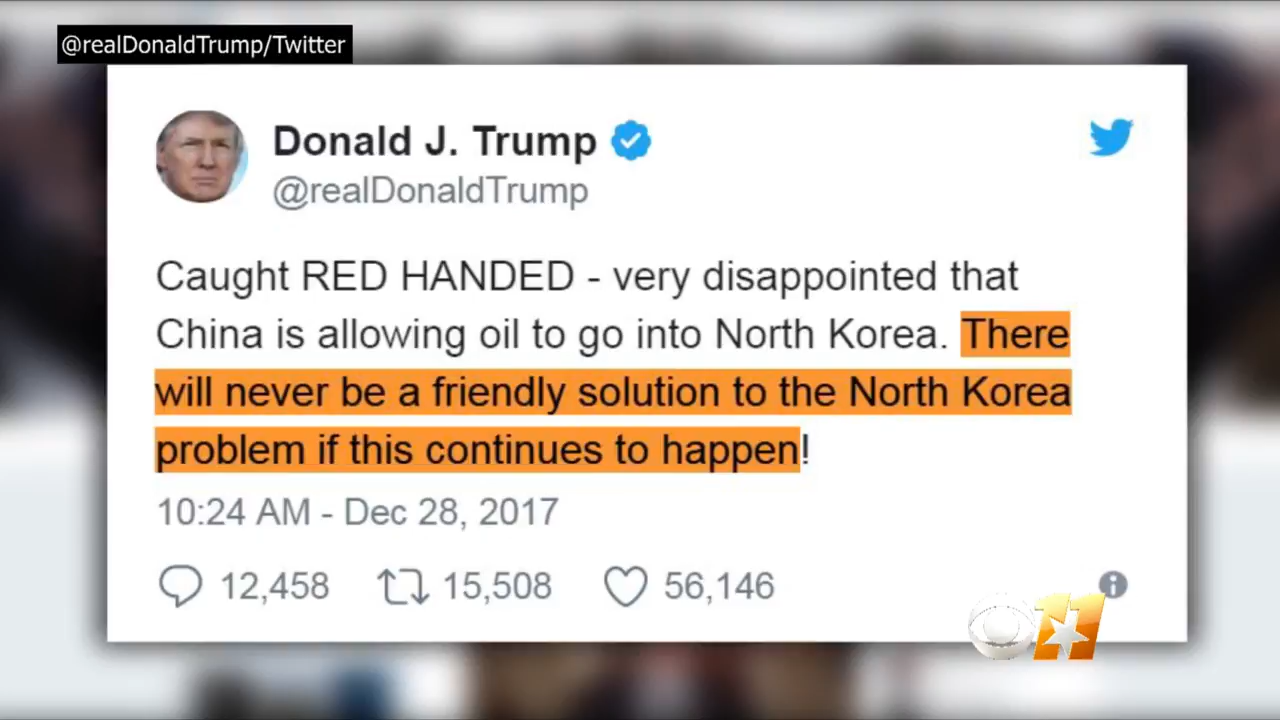 @realDonaldTrump/Twitter
Donald J. Trump
@realDonaldTrump
Caught RED HANDED - very disappointed that
China is allowing oil to go into North Korea. There
will never be a friendly solution to the North Korea
problem if this continues to happen!
10:24 AM - Dec 28, 2017
12,458 15,508 56,146
11